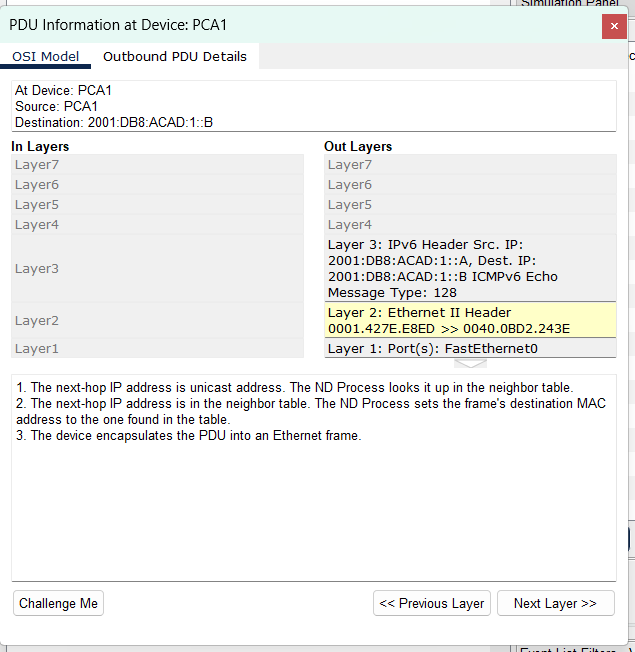 Simulation Panel
PDU Information at Device: PCA1
OSI Model
Outbound PDU Details
At Device: PCA1
Source: PCA1
Destination: 2001:DB8:ACAD:1::B
In Layers
Layer7
Layer6
Layer5
Layer4
Layer3
Layer2
Layer1
Out Layers
Layer7
Layer6
Layer5
Layer4
Layer 3: IPv6 Header Src. IP:
2001:DB8:ACAD:1::A, Dest. IP:
2001:DB8:ACAD:1::B ICMPv6 Echo
Message Type: 128
Layer 2: Ethernet II Header
0001.427E.E8ED >> 0040.0BD2.243E
Layer 1: Port(s): FastEthernet0
1. The next-hop IP address is unicast address. The ND Process looks it up in the neighbor table.
2. The next-hop IP address is in the neighbor table. The ND Process sets the frame's destination MAC
address to the one found in the table.
3. The device encapsulates the PDU into an Ethernet frame.
Challenge Me
<< Previous Layer
Next Layer >>
Event List Filters